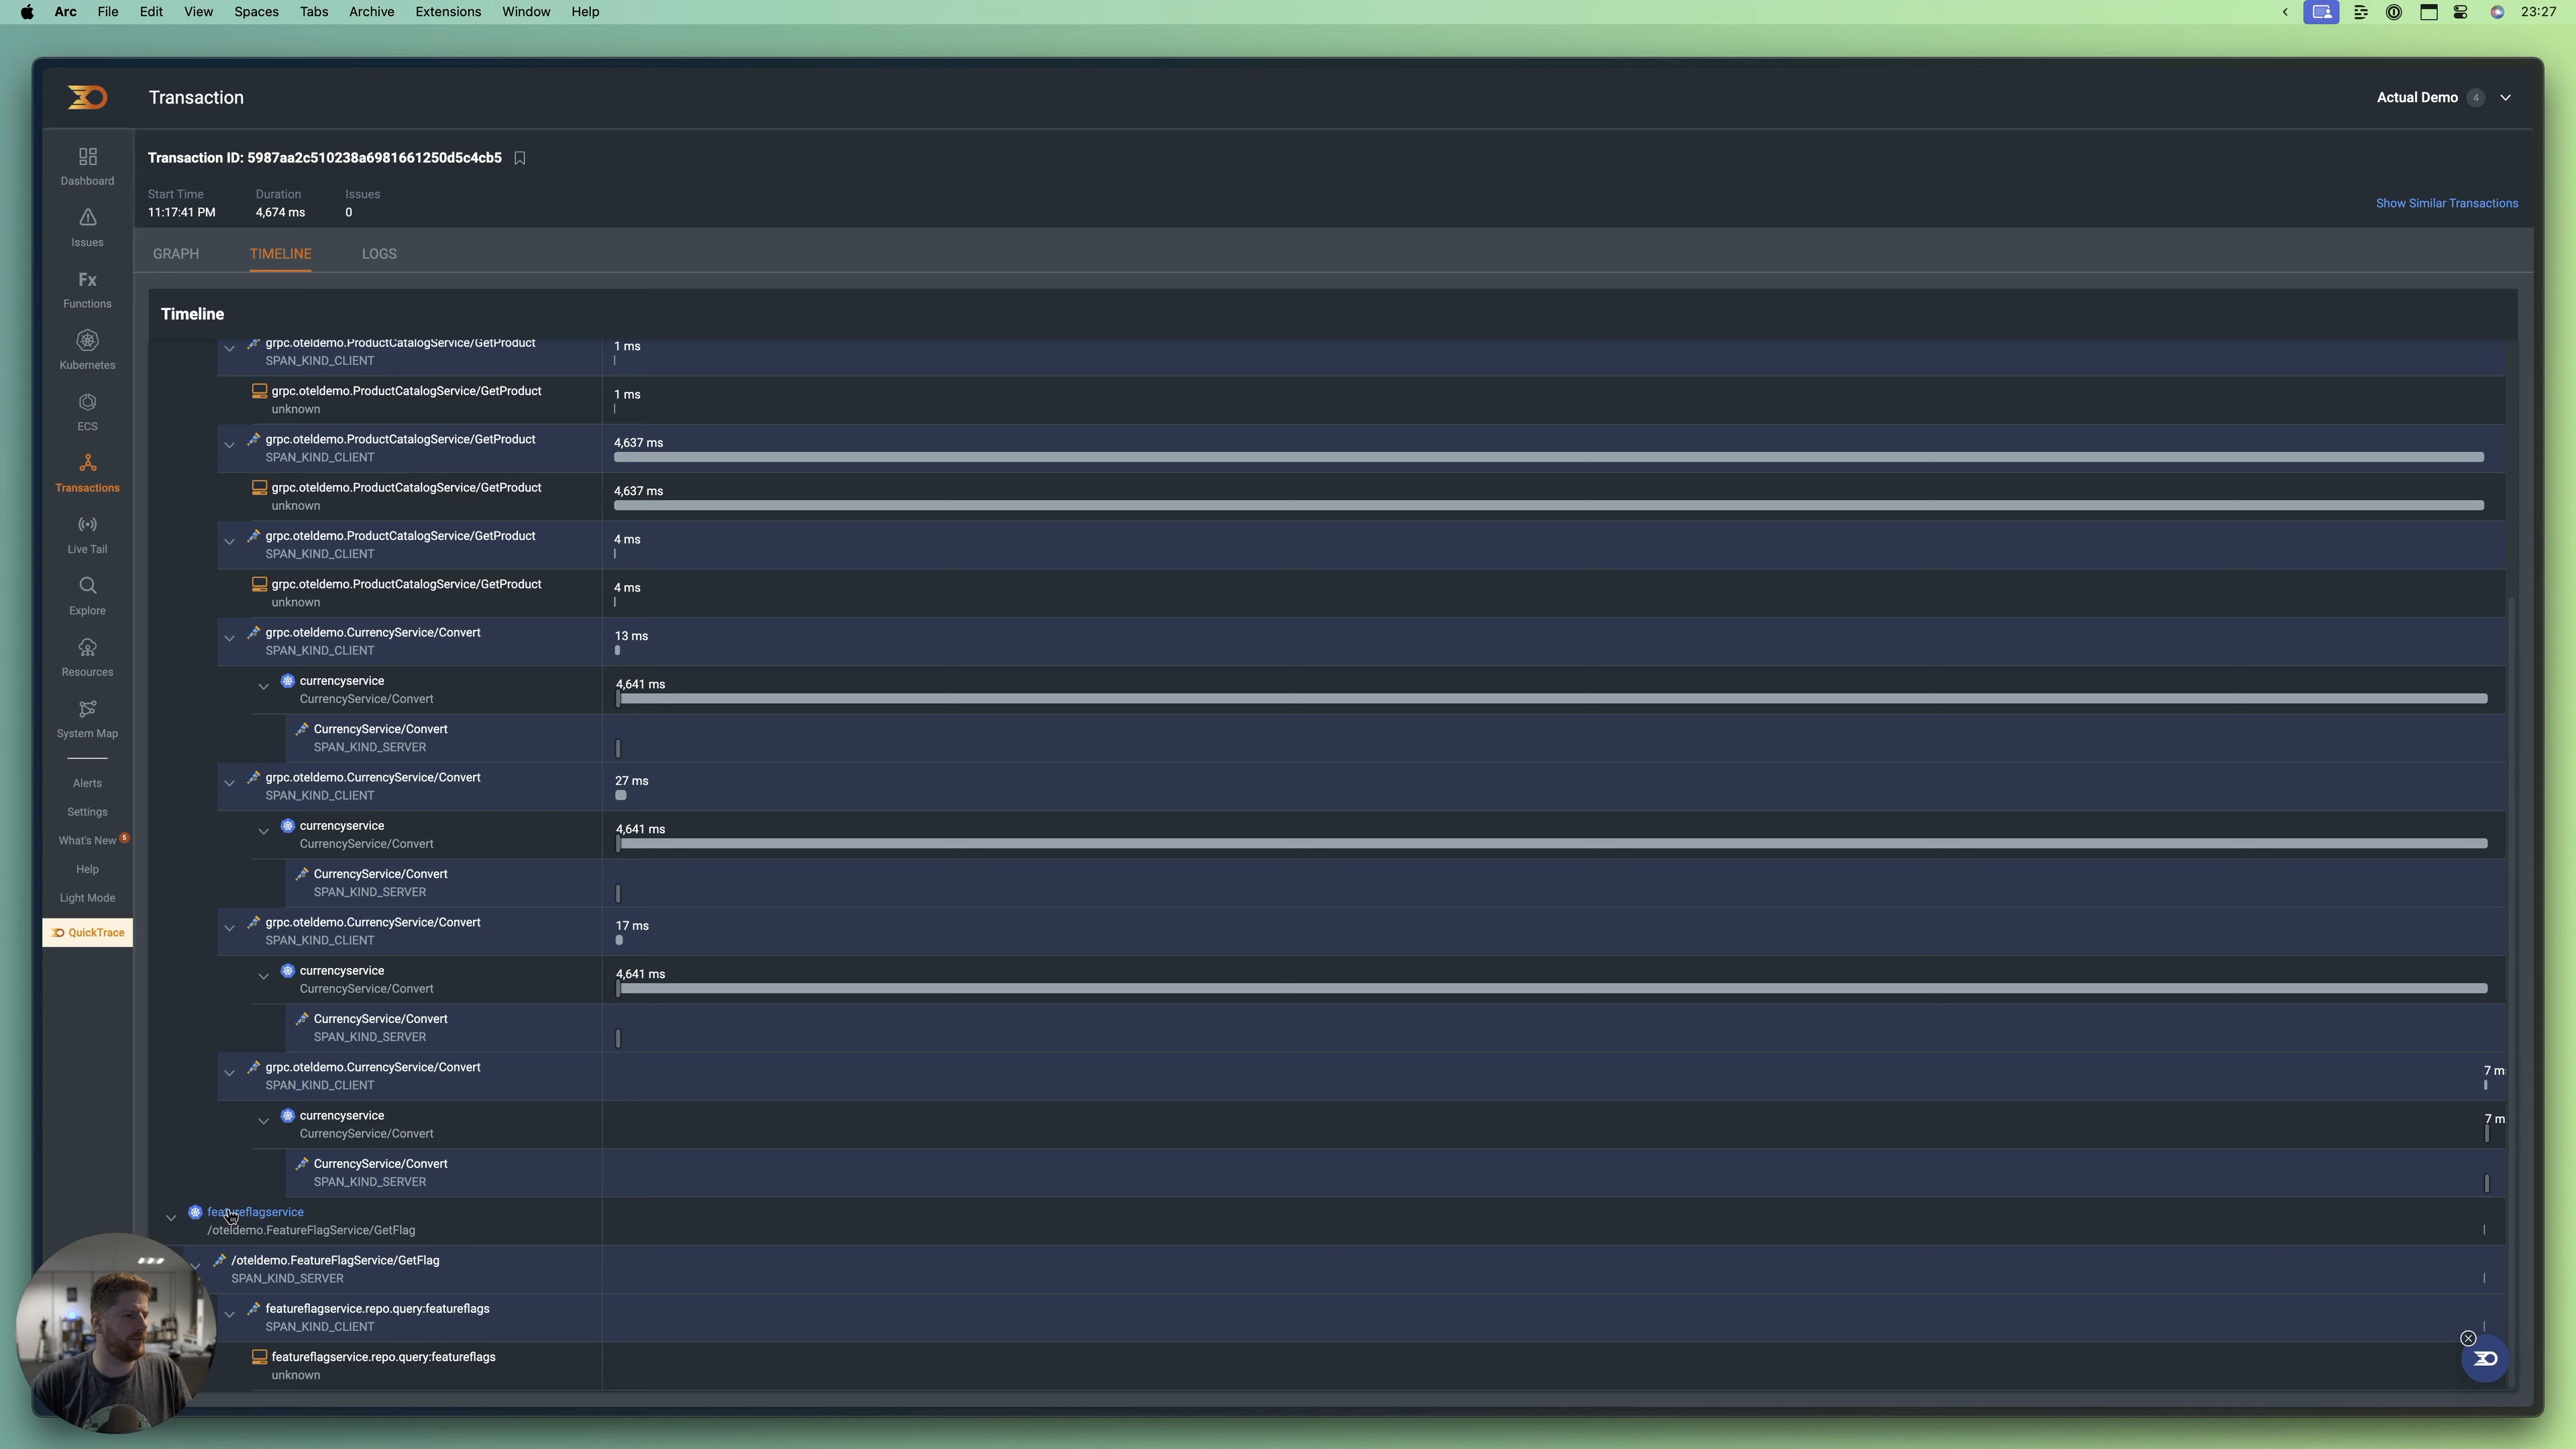 Arc File Edit View Spaces Tabs Archive Extensions Window Help 23:27
Transaction
Actual Demo 4
Transaction ID: 5987aa2c510238a6981661250d5c4cb5
Start Time Duration Issues
11:17:41 PM 4,674 ms 0
Show Similar Transactions
GRAPH TIMELINE LOGS
Dashboard
Issues
Fx
Functions
Kubernetes
ECS
Transactions
Live Tail
Explore
Resources
System Map
Alerts
Settings
What's New 5
Help
Light Mode
QuickTrace
Timeline
grpc.oteldemo.ProductCatalogService/GetProduct 1 ms
SPAN_KIND_CLIENT
grpc.oteldemo.ProductCatalogService/GetProduct 1 ms
unknown
grpc.oteldemo.ProductCatalogService/GetProduct 4,637 ms
SPAN_KIND_CLIENT
grpc.oteldemo.ProductCatalogService/GetProduct 4,637 ms
unknown
grpc.oteldemo.ProductCatalogService/GetProduct 4 ms
SPAN_KIND_CLIENT
grpc.oteldemo.ProductCatalogService/GetProduct 4 ms
unknown
grpc.oteldemo.CurrencyService/Convert 13 ms
SPAN_KIND_CLIENT
currencyservice 4,641 ms
CurrencyService/Convert
CurrencyService/Convert
SPAN_KIND_SERVER
grpc.oteldemo.CurrencyService/Convert 27 ms
SPAN_KIND_CLIENT
currencyservice 4,641 ms
CurrencyService/Convert
CurrencyService/Convert
SPAN_KIND_SERVER
grpc.oteldemo.CurrencyService/Convert 17 ms
SPAN_KIND_CLIENT
currencyservice 4,641 ms
CurrencyService/Convert
CurrencyService/Convert
SPAN_KIND_SERVER
grpc.oteldemo.CurrencyService/Convert 7 m
SPAN_KIND_CLIENT
currencyservice 7 m
CurrencyService/Convert
CurrencyService/Convert
SPAN_KIND_SERVER
featureflagservice
/oteldemo.FeatureFlagService/GetFlag
/oteldemo.FeatureFlagService/GetFlag
SPAN_KIND_SERVER
featureflagservice.repo.query:featureflags
SPAN_KIND_CLIENT
featureflagservice.repo.query:featureflags
unknown